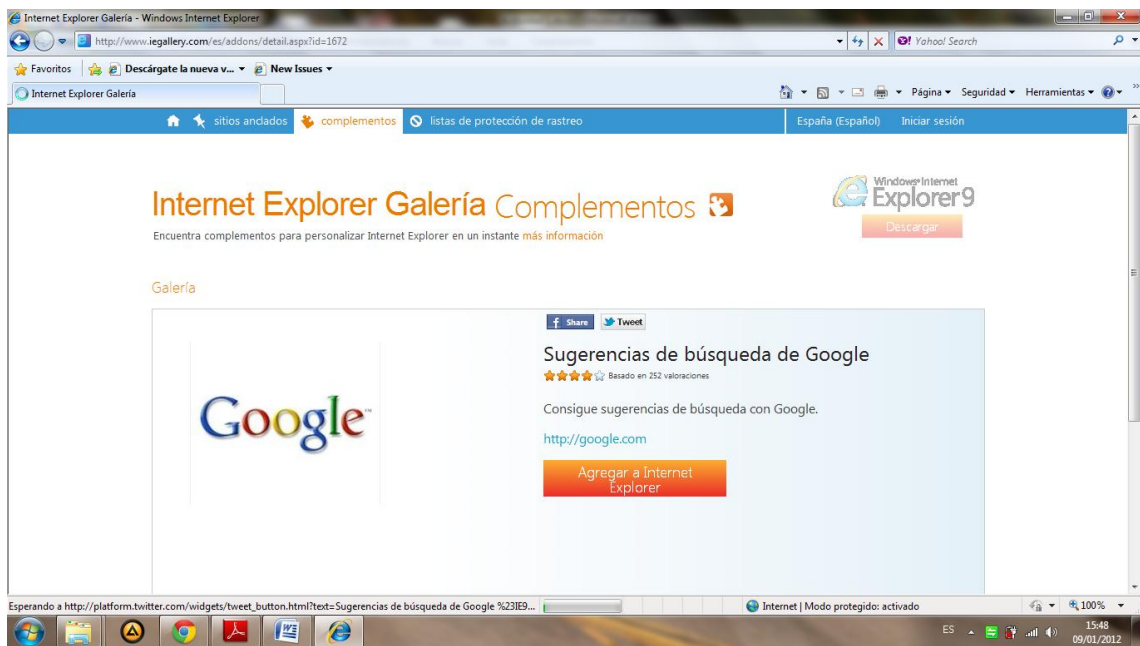 Internet Explorer Galería - Windows Internet Explorer
http://www.iegallery.com/es/addons/detail.aspx?id=1672
Yahoo! Search
Favoritos Descárgate la nueva v... New Issues
Internet Explorer Galería
Página Seguridad Herramientas
sitios anclados complementos listas de protección de rastreo España (Español) Iniciar sesión
Windows Internet
Explorer 9
Descargar
Internet Explorer Galería Complementos
Encuentra complementos para personalizar Internet Explorer en un instante más información
Galería
f Share Tweet
Sugerencias de búsqueda de Google
Basado en 252 valoraciones
Google™
Consigue sugerencias de búsqueda con Google.
http://google.com
Agregar a Internet
Explorer
Esperando a http://platform.twitter.com/widgets/tweet_button.html?text=Sugerencias de búsqueda de Google %23IE9... Internet | Modo protegido: activado 100%
ES 15:48
09/01/2012